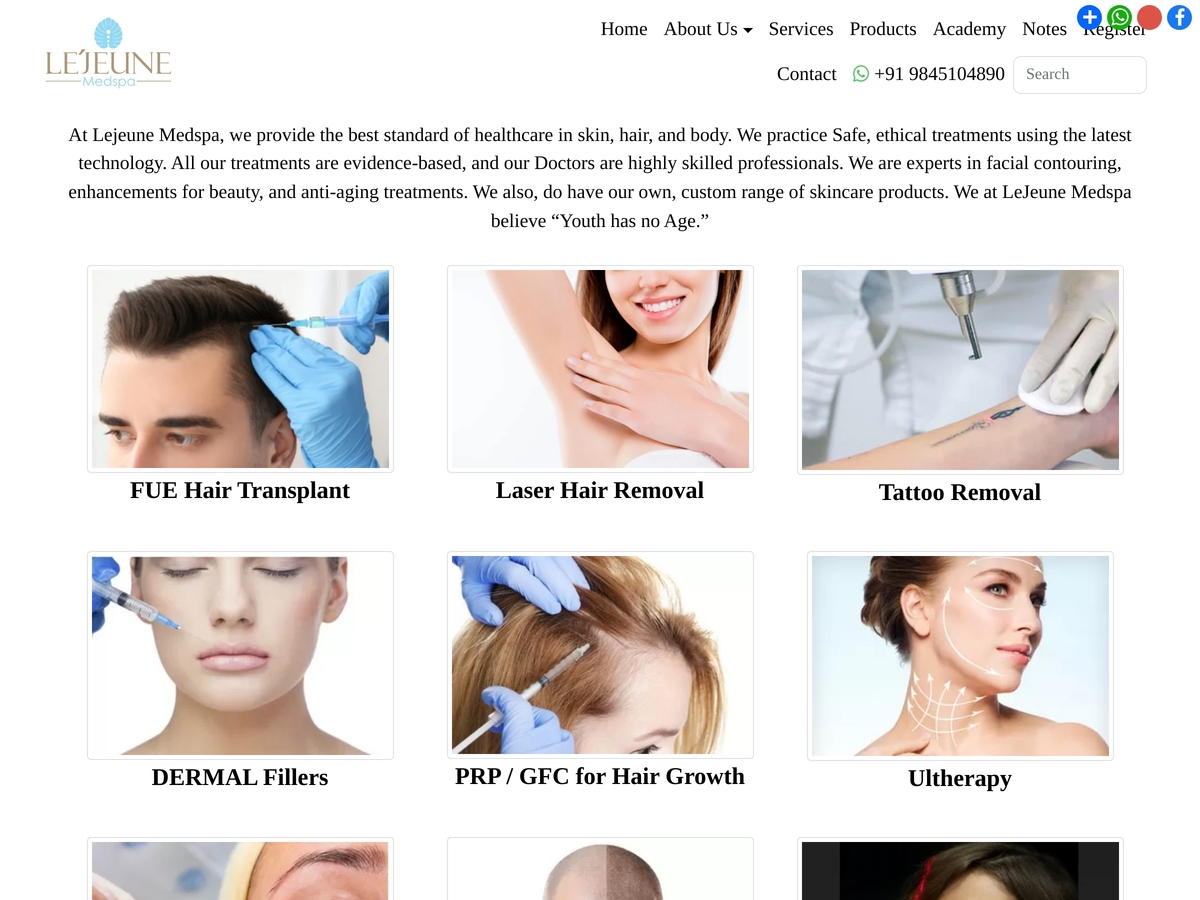 LEJEUNE
Medspa
Home About Us Services Products Academy Notes Register
Contact +91 9845104890 Search
At Lejeune Medspa, we provide the best standard of healthcare in skin, hair, and body. We practice Safe, ethical treatments using the latest
technology. All our treatments are evidence-based, and our Doctors are highly skilled professionals. We are experts in facial contouring,
enhancements for beauty, and anti-aging treatments. We also, do have our own, custom range of skincare products. We at LeJeune Medspa
believe “Youth has no Age.”
FUE Hair Transplant Laser Hair Removal Tattoo Removal
DERMAL Fillers PRP / GFC for Hair Growth Ultherapy